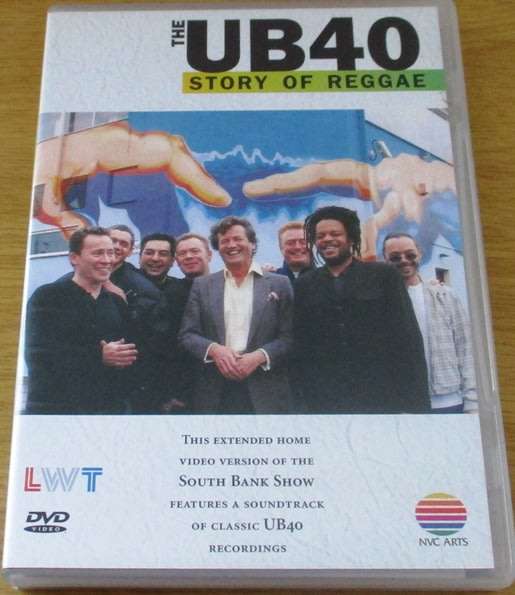 THE
UB40
STORY OF REGGAE
THIS EXTENDED HOME
VIDEO VERSION OF THE
SOUTH BANK SHOW
FEATURES A SOUNDTRACK
OF CLASSIC UB40
RECORDINGS
LWT
DVD
VIDEO
NVC ARTS